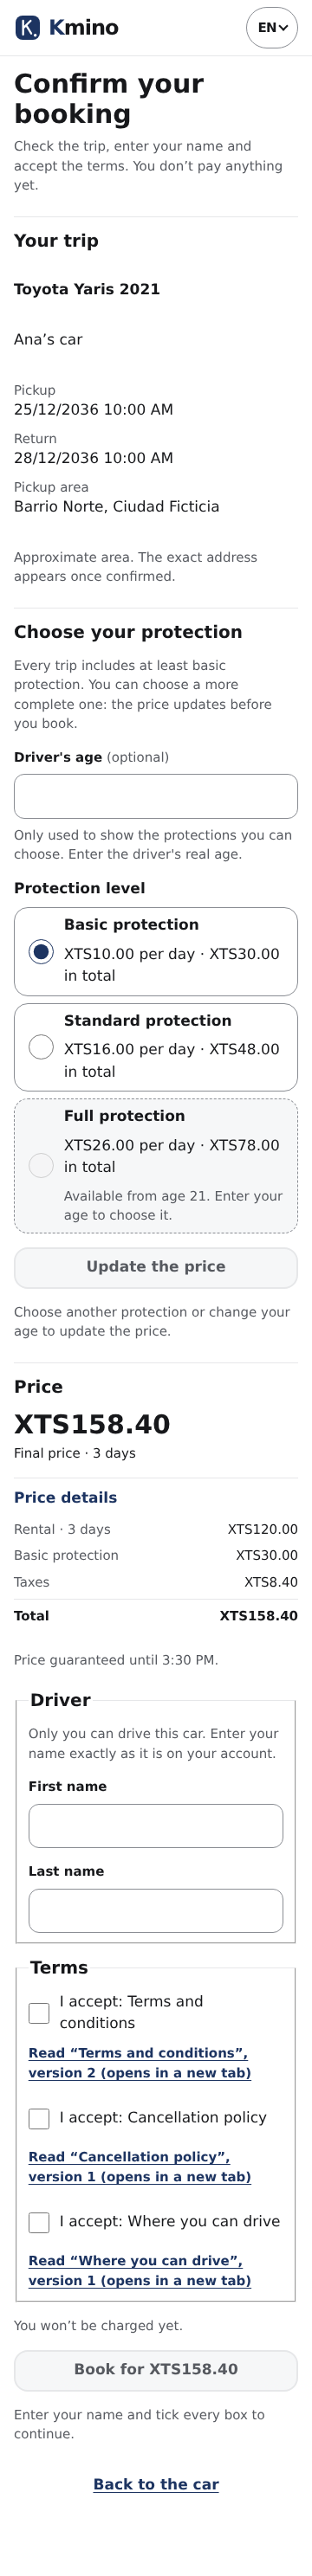 K Kmino
EN
Confirm your
booking
Check the trip, enter your name and
accept the terms. You don’t pay anything
yet.
Your trip
Toyota Yaris 2021
Ana’s car
Pickup
25/12/2036 10:00 AM
Return
28/12/2036 10:00 AM
Pickup area
Barrio Norte, Ciudad Ficticia
Approximate area. The exact address
appears once confirmed.
Choose your protection
Every trip includes at least basic
protection. You can choose a more
complete one: the price updates before
you book.
Driver's age (optional)
Only used to show the protections you can
choose. Enter the driver's real age.
Protection level
Basic protection
XTS10.00 per day · XTS30.00
in total
Standard protection
XTS16.00 per day · XTS48.00
in total
Full protection
XTS26.00 per day · XTS78.00
in total
Available from age 21. Enter your
age to choose it.
Update the price
Choose another protection or change your
age to update the price.
Price
XTS158.40
Final price · 3 days
Price details
Rental · 3 days XTS120.00
Basic protection XTS30.00
Taxes XTS8.40
Total XTS158.40
Price guaranteed until 3:30 PM.
Driver
Only you can drive this car. Enter your
name exactly as it is on your account.
First name
Last name
Terms
I accept: Terms and
conditions
Read “Terms and conditions”,
version 2 (opens in a new tab)
I accept: Cancellation policy
Read “Cancellation policy”,
version 1 (opens in a new tab)
I accept: Where you can drive
Read “Where you can drive”,
version 1 (opens in a new tab)
You won’t be charged yet.
Book for XTS158.40
Enter your name and tick every box to
continue.
Back to the car